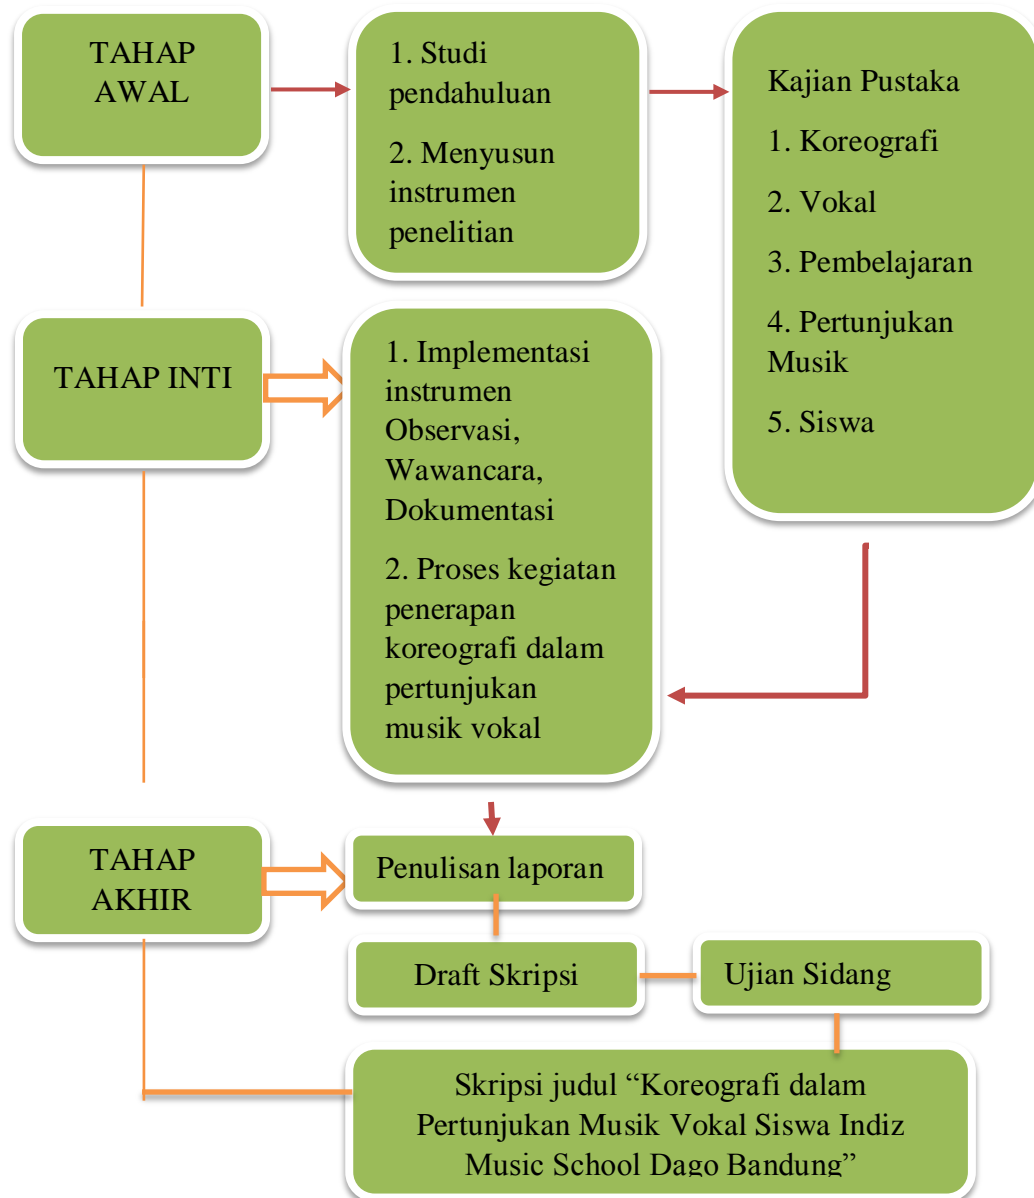 TAHAP
AWAL
1. Studi
pendahuluan
2. Menyusun
instrumen
penelitian
Kajian Pustaka
1. Koreografi
2. Vokal
3. Pembelajaran
4. Pertunjukan
Musik
5. Siswa
TAHAP INTI
1. Implementasi
instrumen
Observasi,
Wawancara,
Dokumentasi
2. Proses kegiatan
penerapan
koreografi dalam
pertunjukan
musik vokal
TAHAP
AKHIR
Penulisan laporan
Draft Skripsi
Ujian Sidang
Skripsi judul “Koreografi dalam
Pertunjukan Musik Vokal Siswa Indiz
Music School Dago Bandung”